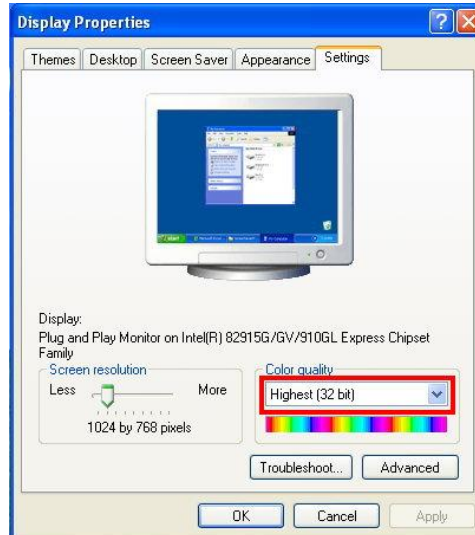 Display Properties
Themes Desktop Screen Saver Appearance Settings
Display:
Plug and Play Monitor on Intel(R) 82915G/GV/910GL Express Chipset
Family
Screen resolution
Less More
1024 by 768 pixels
Color quality
Highest (32 bit)
Troubleshoot... Advanced
OK Cancel Apply